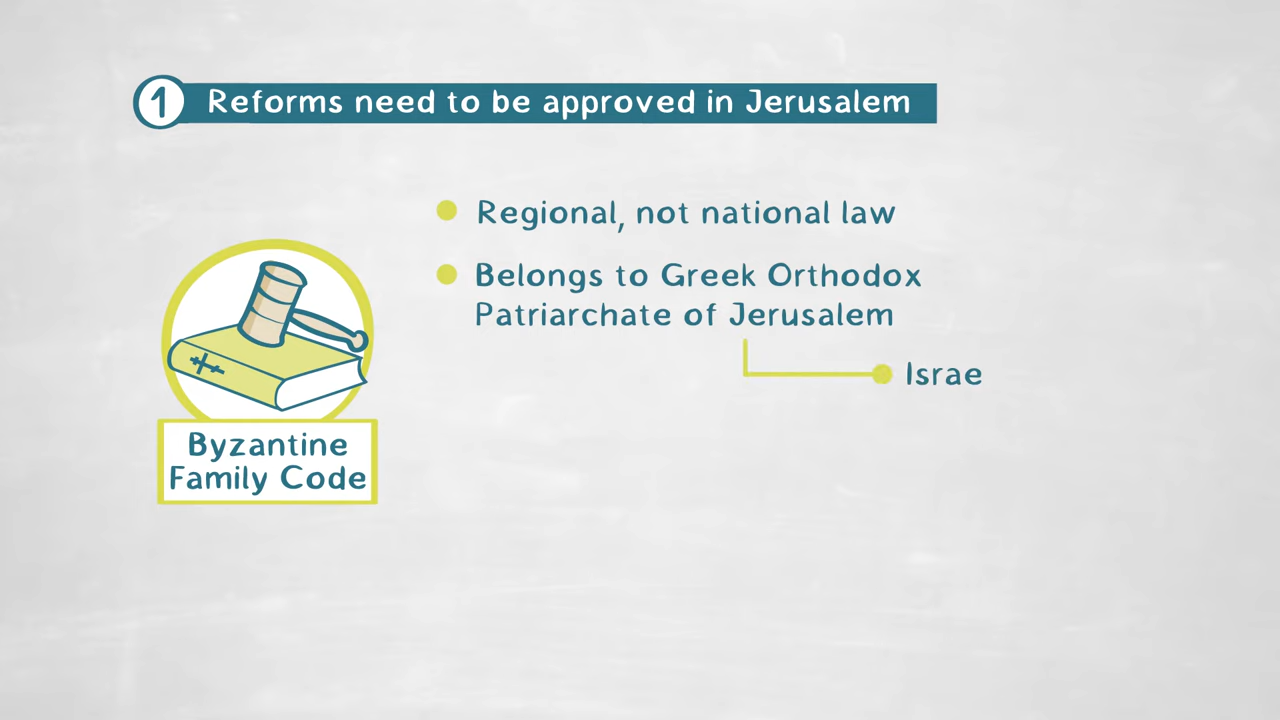 1 Reforms need to be approved in Jerusalem
Regional, not national law
Belongs to Greek Orthodox
Patriarchate of Jerusalem
Israe
Byzantine
Family Code